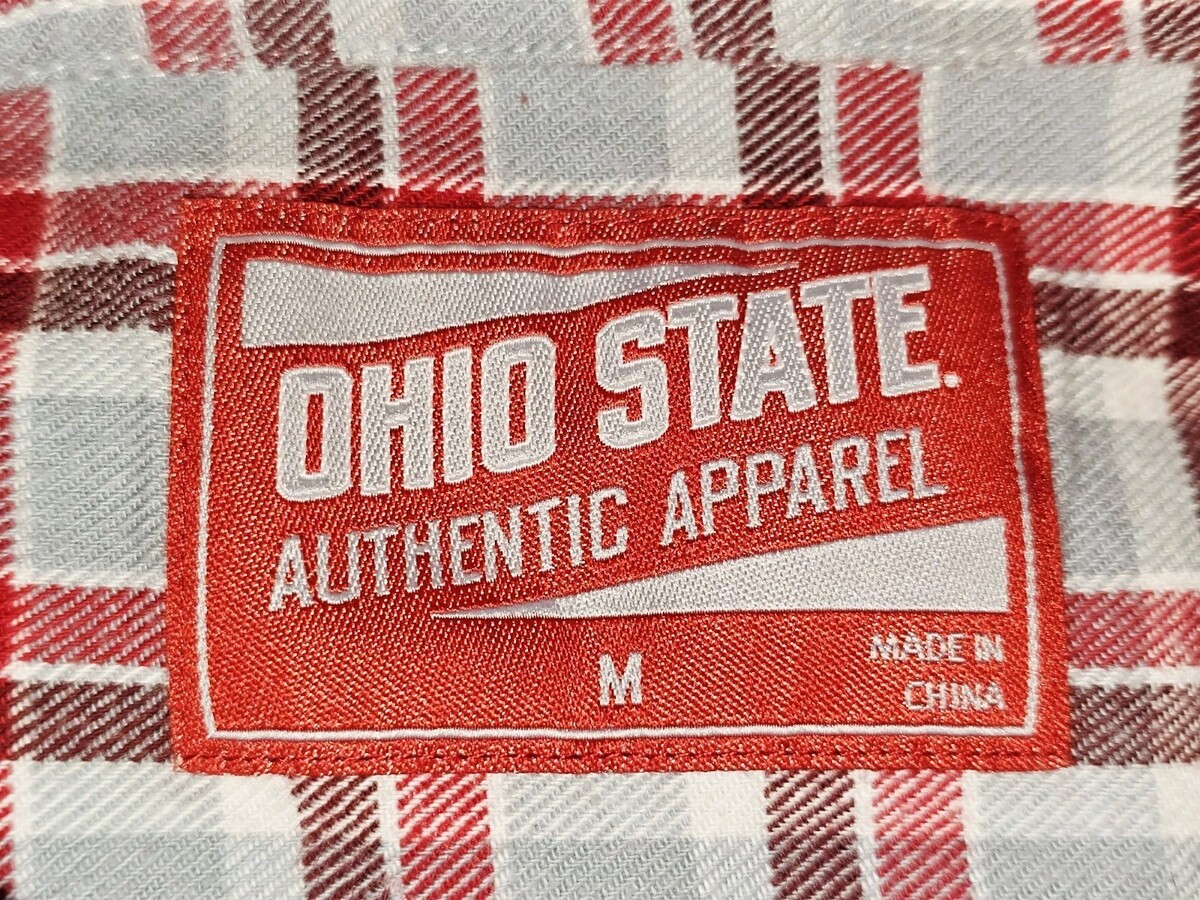 OHIO STATE.
AUTHENTIC APPAREL
M
MADE IN
CHINA